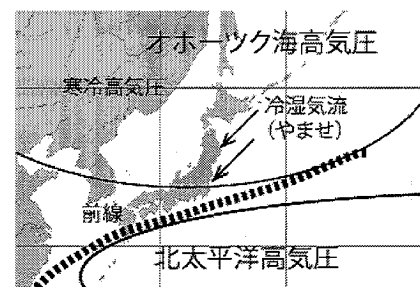 オホーツク海高気圧
寒冷高気圧
冷湿気流
(やませ)
前線
北太平洋高気圧